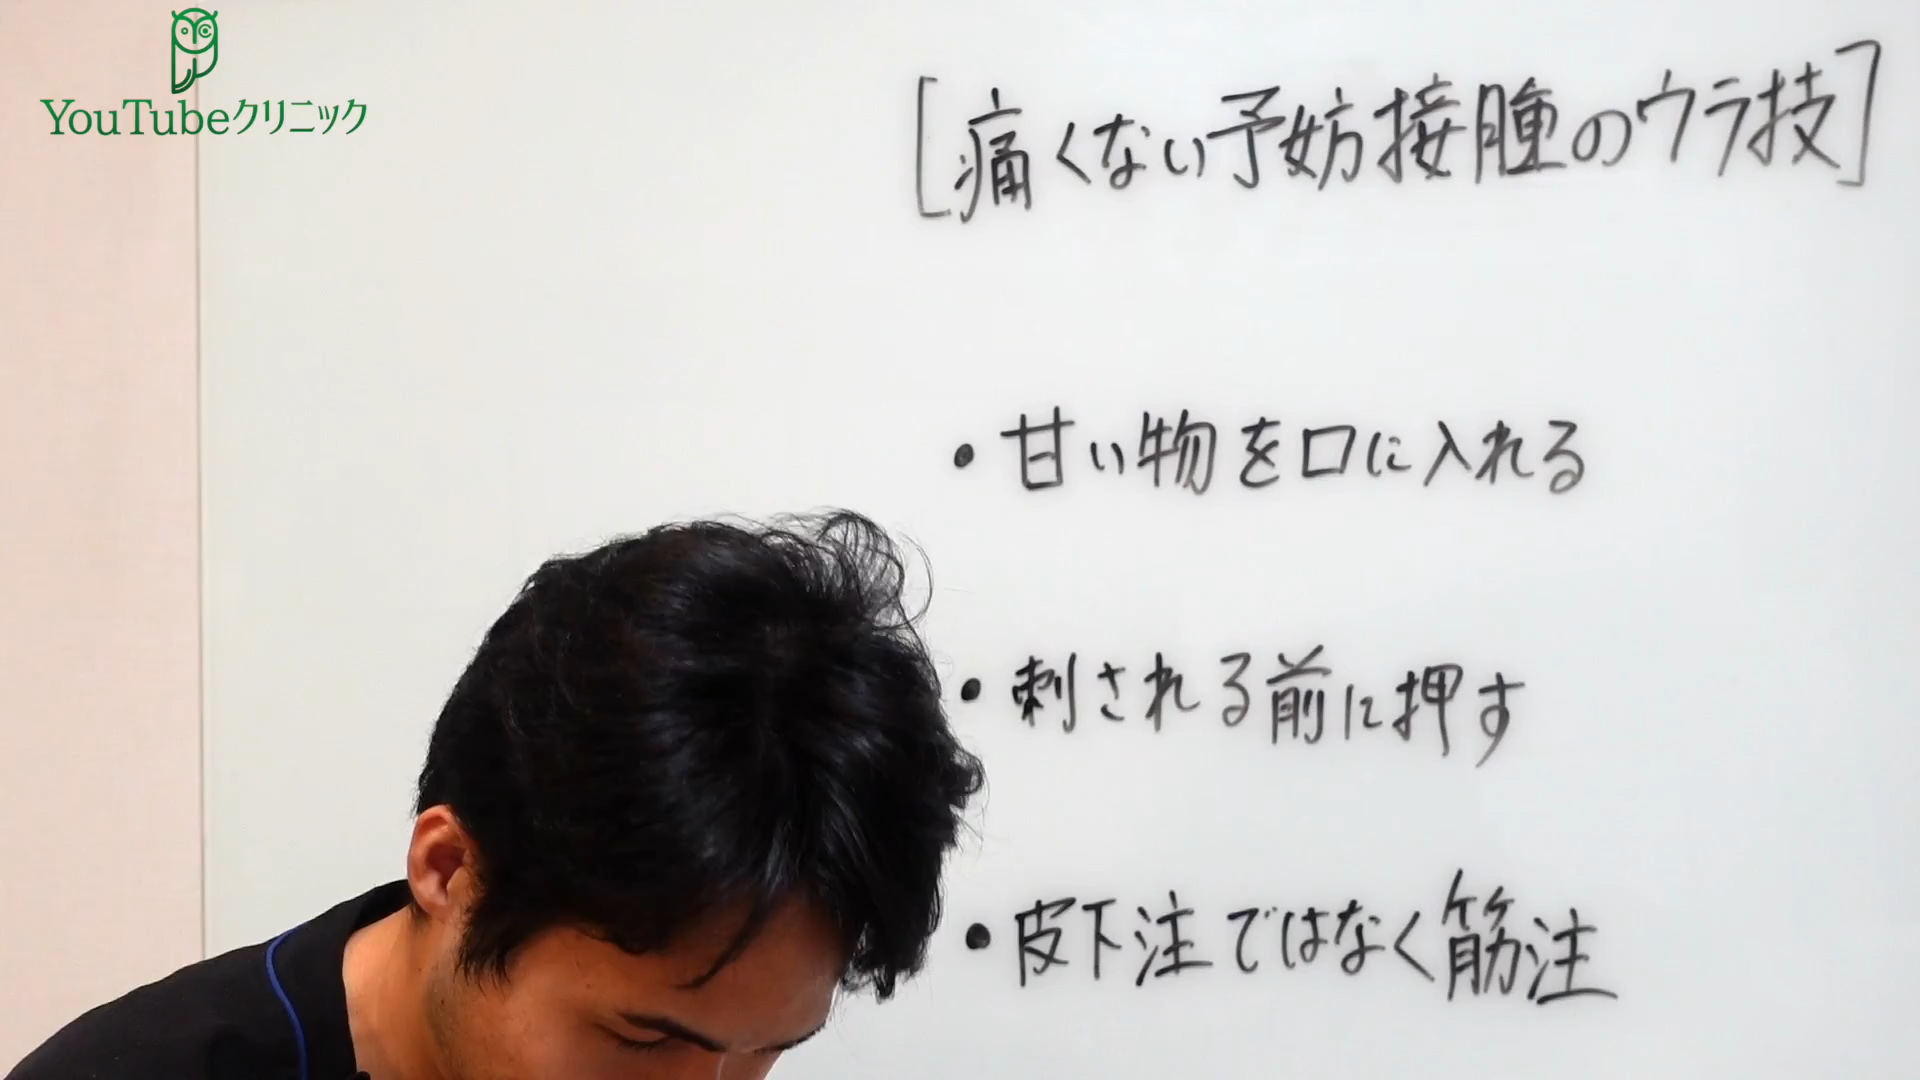 YouTubeクリニック
[痛くない予妨接腫のウラ技]
・甘い物を口に入れる
・刺される前に押す
・皮下注ではなく筋注